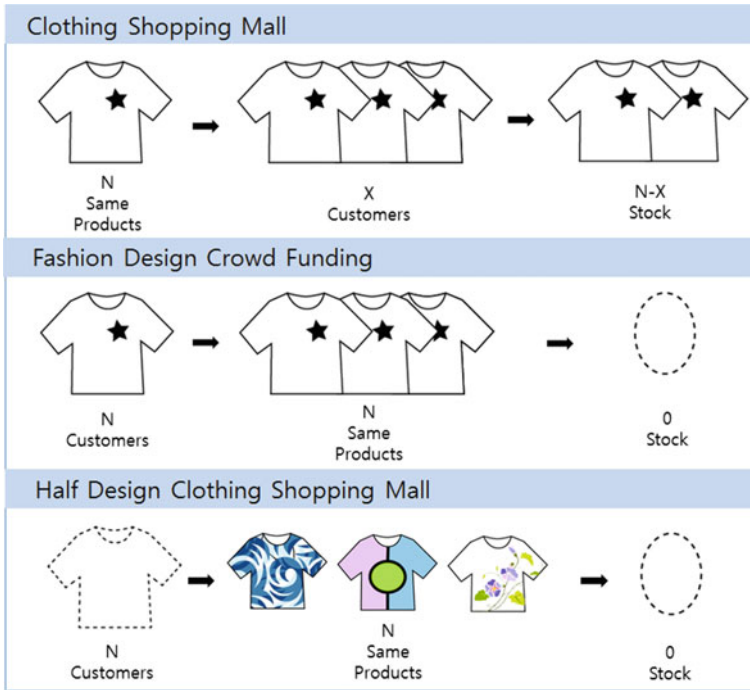 Clothing Shopping Mall
N
Same
Products
X
Customers
N-X
Stock
Fashion Design Crowd Funding
N
Customers
N
Same
Products
0
Stock
Half Design Clothing Shopping Mall
N
Customers
N
Same
Products
0
Stock